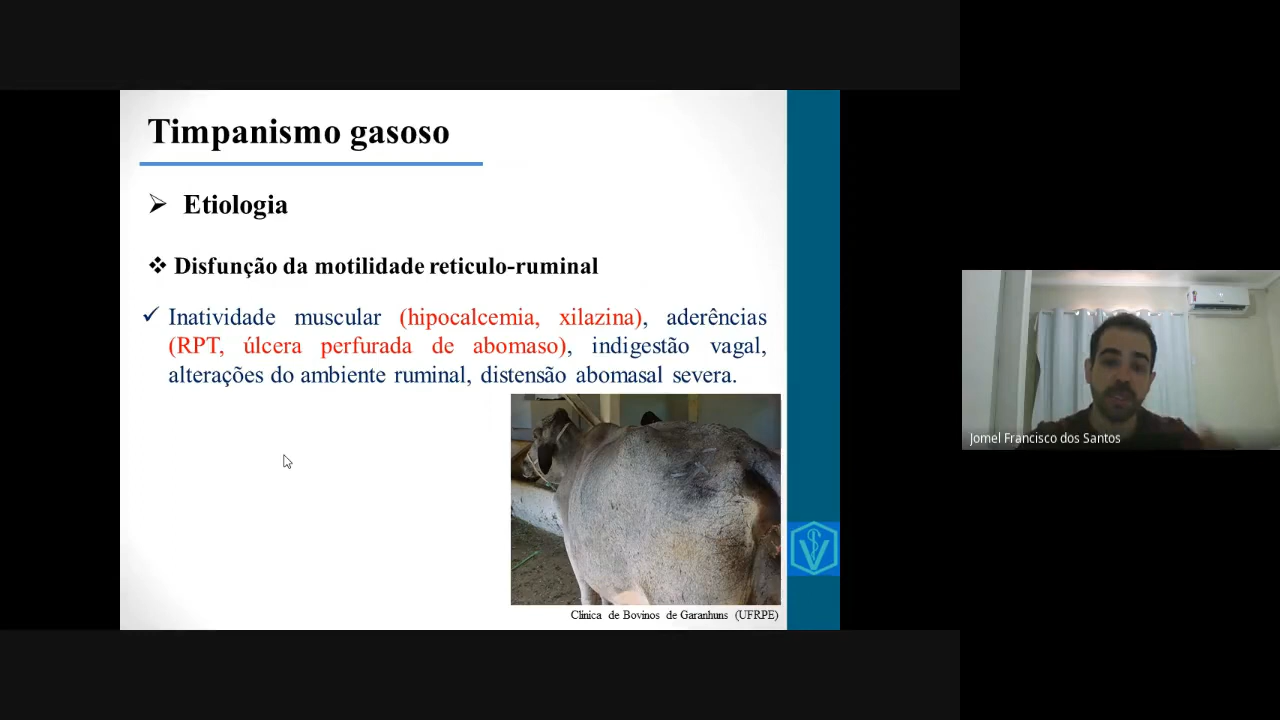 Timpanismo gasoso
Etiologia
Disfunção da motilidade reticulo-ruminal
Inatividade muscular (hipocalcemia, xilazina), aderências
(RPT, úlcera perfurada de abomaso), indigestão vagal,
alterações do ambiente ruminal, distensão abomasal severa.
Clínica de Bovinos de Garanhuns (UFRPE)
Jomel Francisco dos Santos